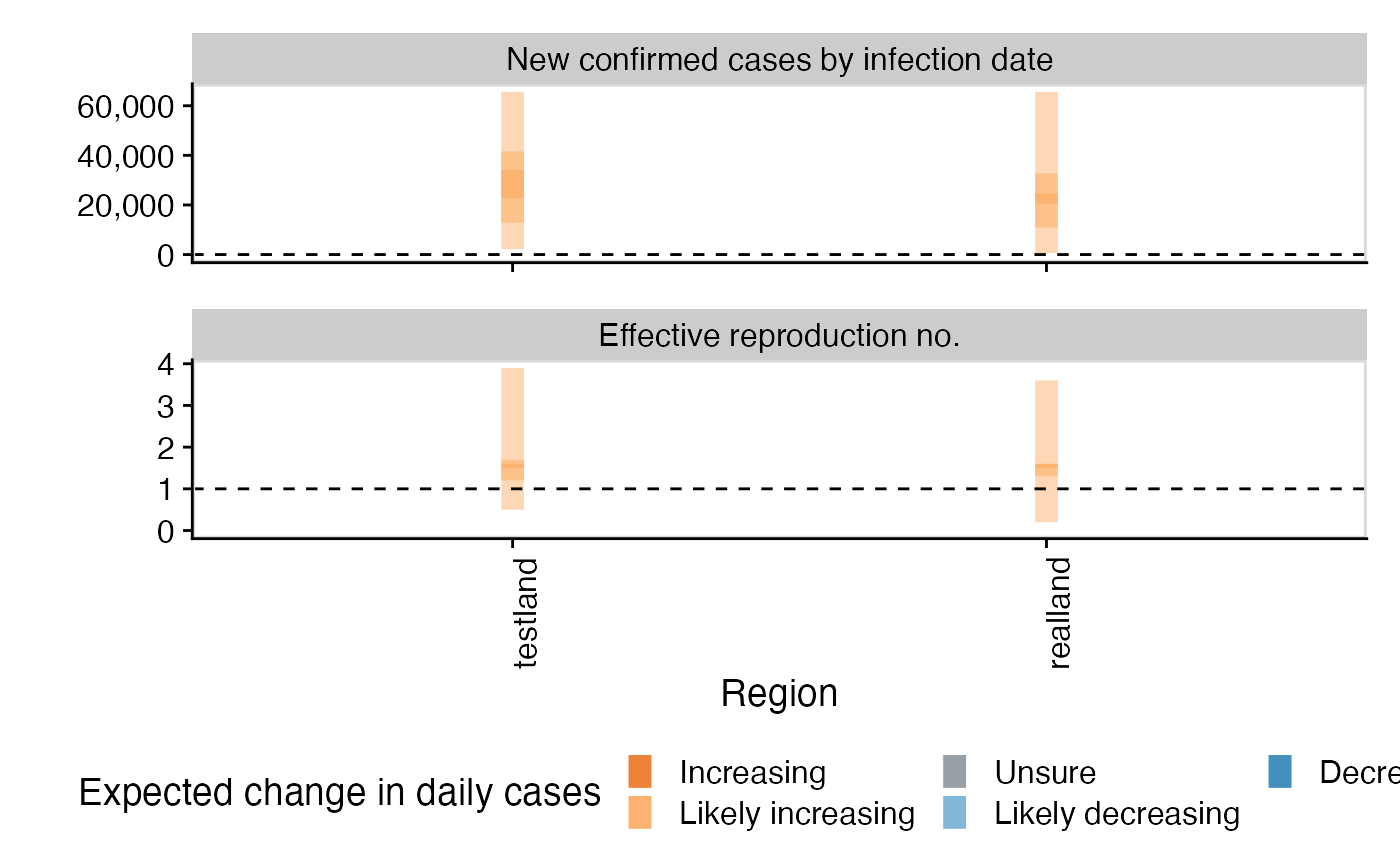 New confirmed cases by infection date
60,000
40,000
20,000
0
Effective reproduction no.
4
3
2
1
0
testland
realland
Region
Expected change in daily cases
Increasing
Unsure
Decre
Likely increasing
Likely decreasing